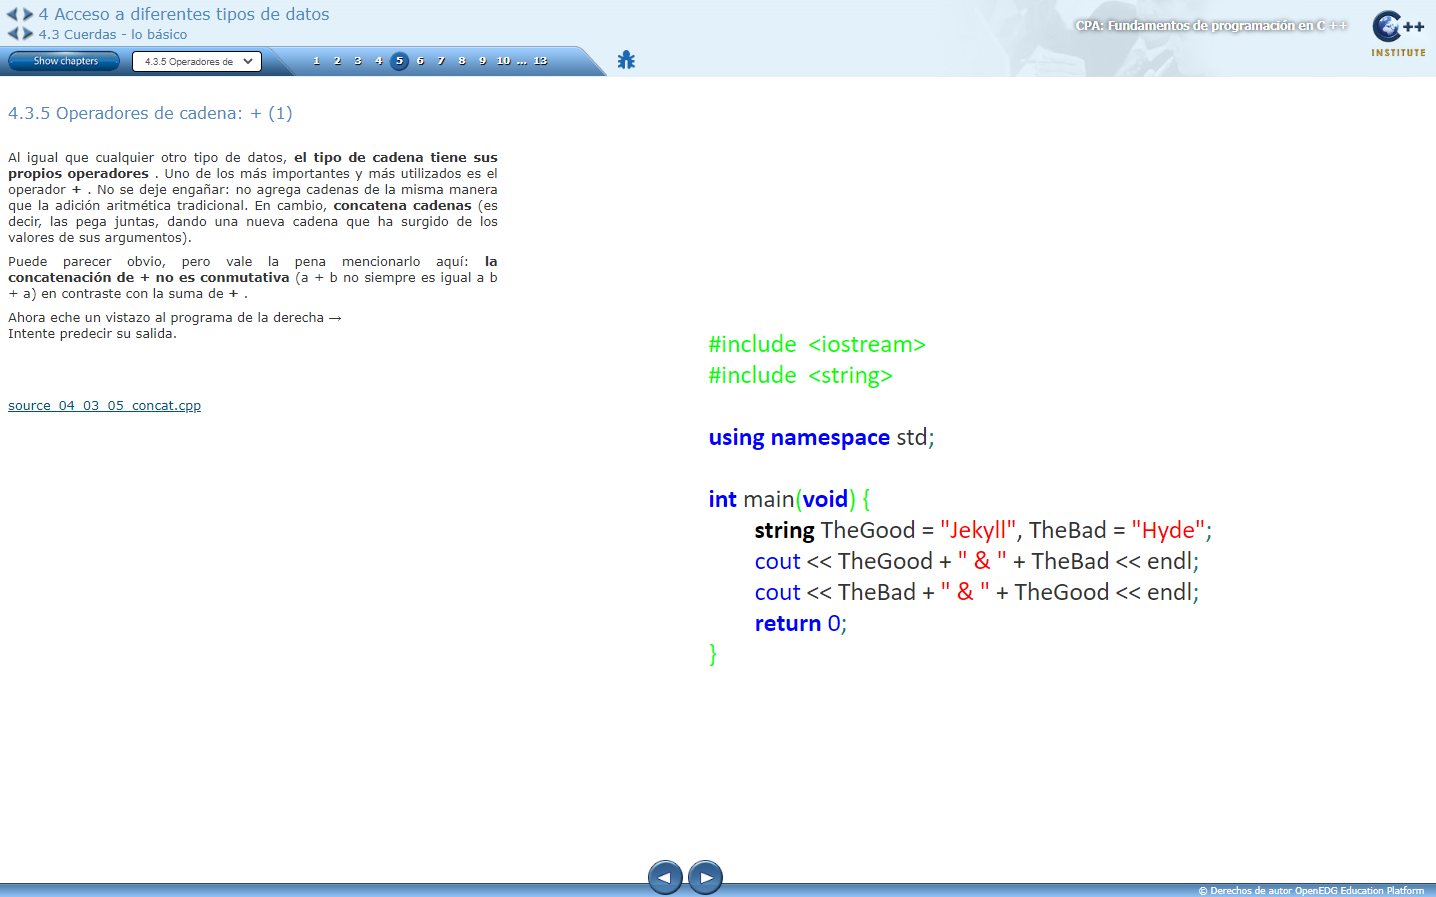 4 Acceso a diferentes tipos de datos
4.3 Cuerdas - lo básico
CPA: Fundamentos de programación en C ++
C++
INSTITUTE
Show chapters
4.3.5 Operadores de
1 2 3 4 5 6 7 8 9 10 ... 13
4.3.5 Operadores de cadena: + (1)
Al igual que cualquier otro tipo de datos, el tipo de cadena tiene sus
propios operadores . Uno de los más importantes y más utilizados es el
operador + . No se deje engañar: no agrega cadenas de la misma manera
que la adición aritmética tradicional. En cambio, concatena cadenas (es
decir, las pega juntas, dando una nueva cadena que ha surgido de los
valores de sus argumentos).
Puede parecer obvio, pero vale la pena mencionarlo aquí: la
concatenación de + no es conmutativa (a + b no siempre es igual a b
+ a) en contraste con la suma de + .
Ahora eche un vistazo al programa de la derecha →
Intente predecir su salida.
source_04_03_05_concat.cpp
#include <iostream>
#include <string>
using namespace std;
int main(void) {
string TheGood = "Jekyll", TheBad = "Hyde";
cout << TheGood + " & " + TheBad << endl;
cout << TheBad + " & " + TheGood << endl;
return 0;
}
© Derechos de autor OpenEDG Education Platform